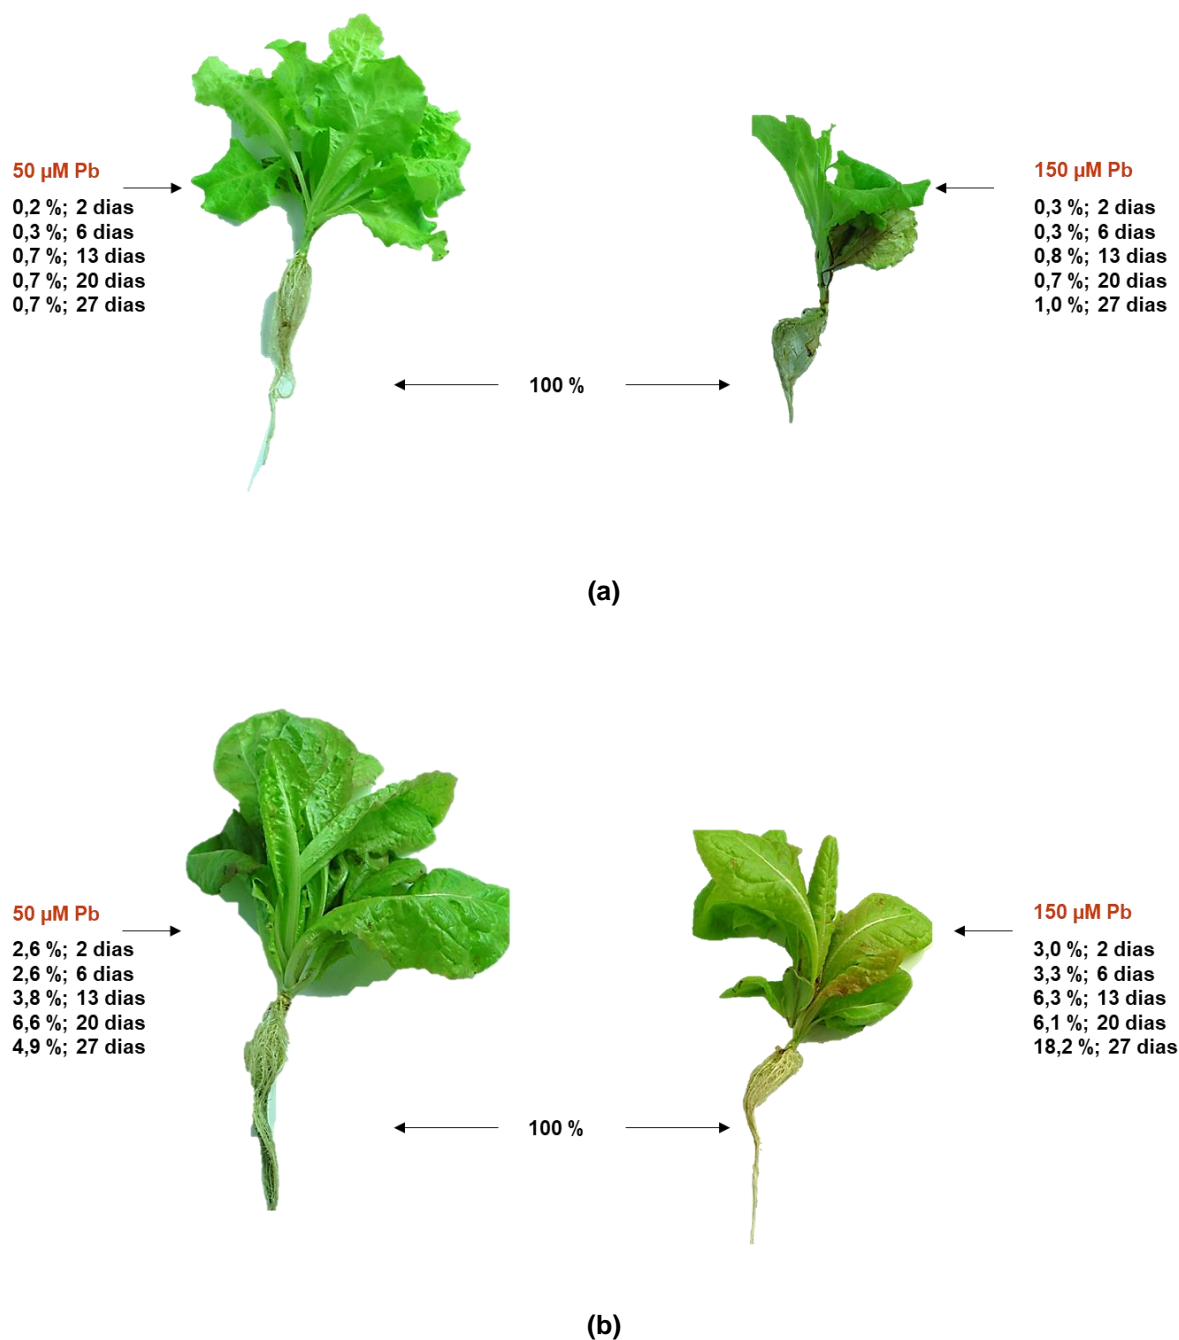 50 µM Pb
0,2 %; 2 dias
0,3 %; 6 dias
0,7 %; 13 dias
0,7 %; 20 dias
0,7 %; 27 dias
150 µM Pb
0,3 %; 2 dias
0,3 %; 6 dias
0,8 %; 13 dias
0,7 %; 20 dias
1,0 %; 27 dias
100 %
(a)
50 µM Pb
2,6 %; 2 dias
2,6 %; 6 dias
3,8 %; 13 dias
6,6 %; 20 dias
4,9 %; 27 dias
150 µM Pb
3,0 %; 2 dias
3,3 %; 6 dias
6,3 %; 13 dias
6,1 %; 20 dias
18,2 %; 27 dias
100 %
(b)